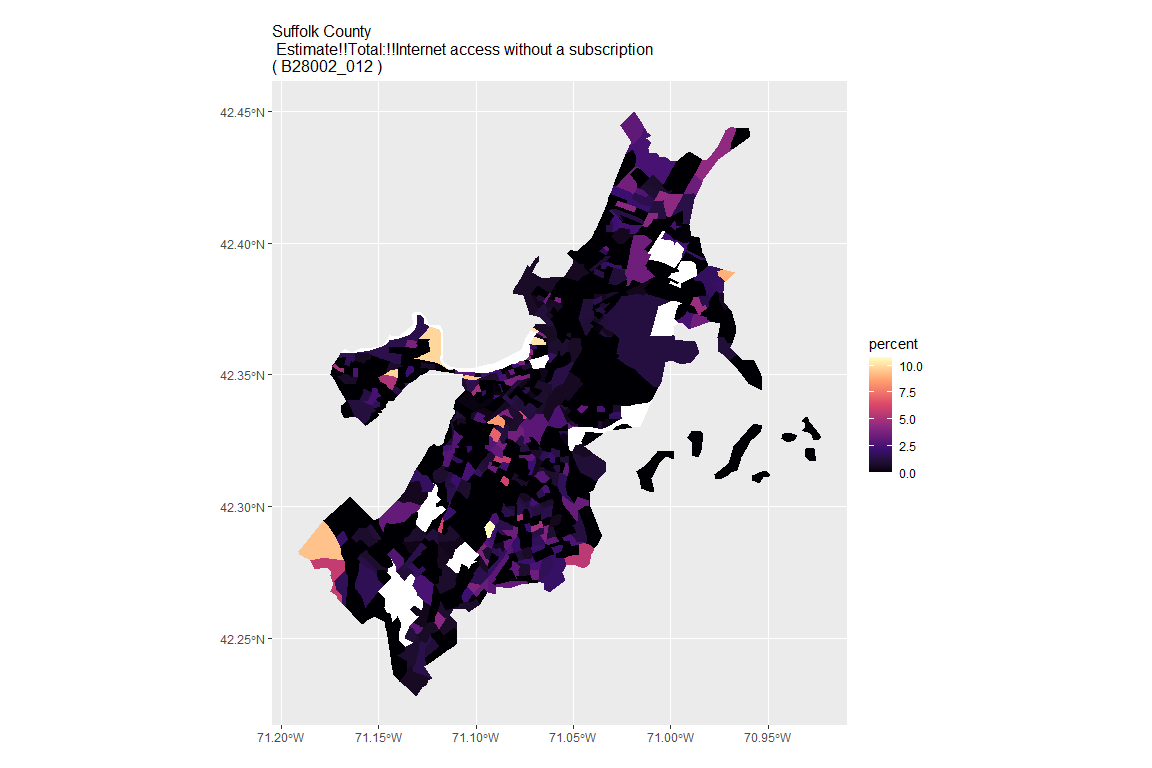 Suffolk County
Estimate!!Total:!!Internet access without a subscription
( B28002_012 )
42.45°N
42.40°N
42.35°N
42.30°N
42.25°N
71.20°W
71.15°W
71.10°W
71.05°W
71.00°W
70.95°W
percent
10.0
7.5
5.0
2.5
0.0